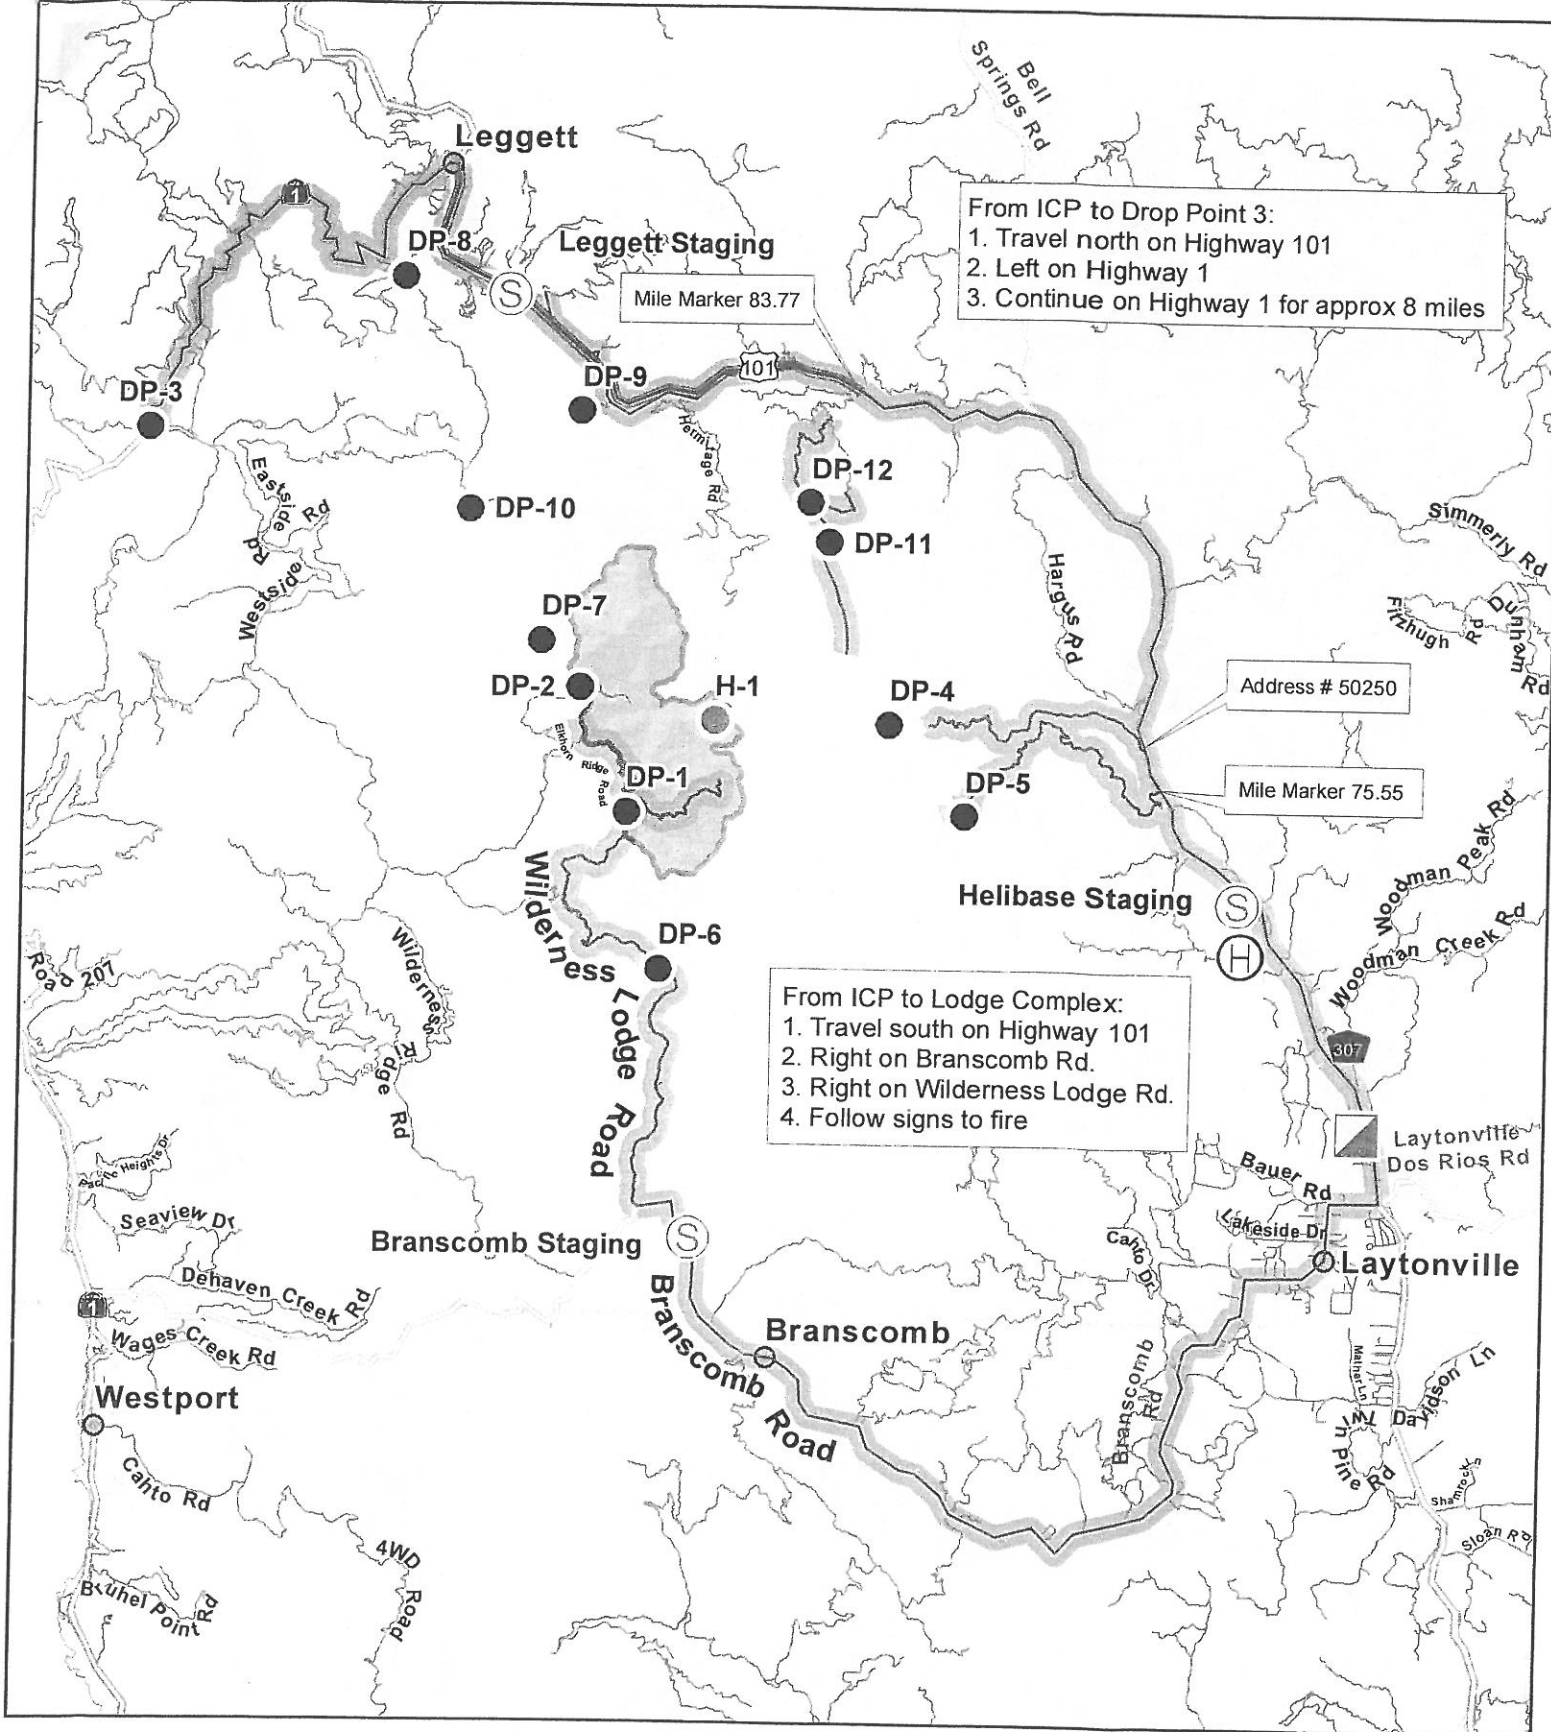 Bell
Springs Rd
Leggett
1
DP-8
Leggett Staging
From ICP to Drop Point 3:
1. Travel north on Highway 101
2. Left on Highway 1
3. Continue on Highway 1 for approx 8 miles
S
Mile Marker 83.77
101
DP-9
DP-3
Hermitage Rd
DP-12
Eastside
Rd
Rd
Westside
DP-10
DP-11
Simmerly Rd
Hargus Rd
Fitzhugh
Rd
Dunham
Rd
DP-7
DP-2
H-1
DP-4
Address # 50250
Elkhorn
Ridge
Road
DP-1
DP-5
Mile Marker 75.55
Woodman Peak Rd
Helibase Staging
S
H
Woodman Creek Rd
Wilderness
Lodge
Road
DP-6
Road 207
Wilderness
Ridge
Rd
From ICP to Lodge Complex:
1. Travel south on Highway 101
2. Right on Branscomb Rd.
3. Right on Wilderness Lodge Rd.
4. Follow signs to fire
307
Laytonville
Dos Rios Rd
Pacific Heights Dr
Bauer Rd
Seaview Dr
Lakeside Dr
Branscomb Staging
S
Cahto Dr
Laytonville
Dehaven Creek Rd
1
Branscomb
Road
Branscomb
Wages Creek Rd
Branscomb
Rd
Mather Ln
Davidson Ln
Westport
Twin
Pine Rd
Cahto Rd
Shamrock
Sloan Rd
4WD
Road
Bruhel Point Rd